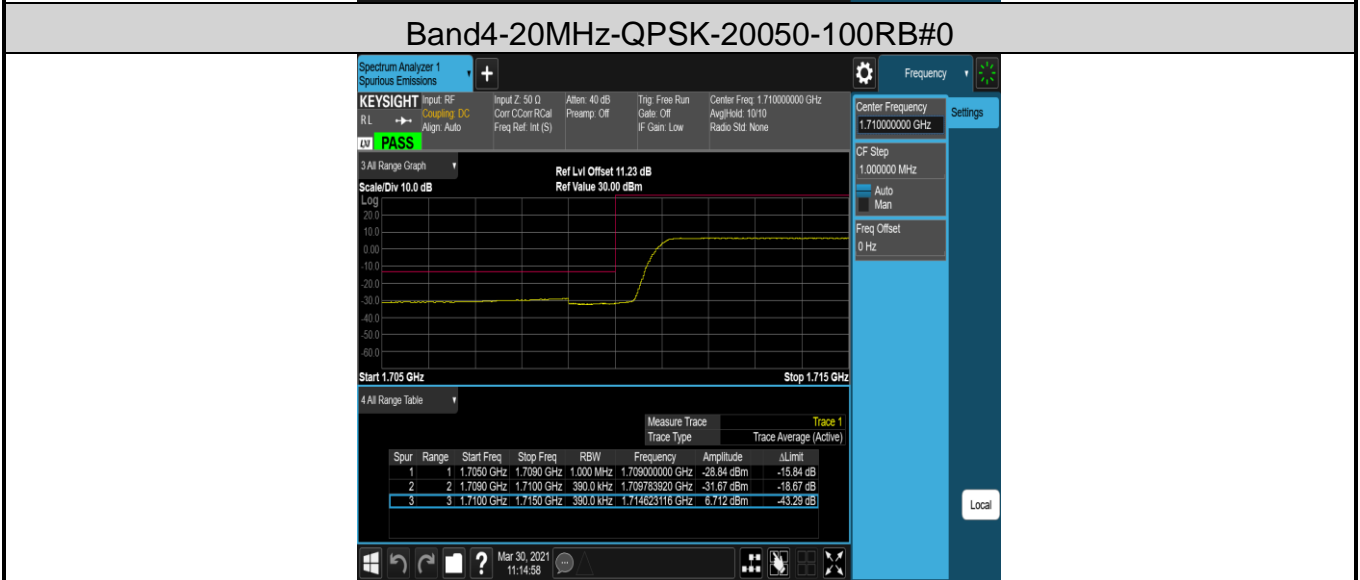 Band4-20MHz-QPSK-20050-100RB#0
Spectrum Analyzer 1
Spurious Emissions
+
Frequency
KEYSIGHT Input: RF Input Z: 50 Ω Atten: 40 dB Trig: Free Run Center Freq: 1.710000000 GHz
RL Coupling: DC Corr CCorr RCal Preamp: Off Gate: Off Avg|Hold: 10/10
Align: Auto Freq Ref: Int (S) IF Gain: Low Radio Std: None
LXI PASS
Center Frequency
1.710000000 GHz
Settings
CF Step
1.000000 MHz
Auto
Man
Freq Offset
0 Hz
3 All Range Graph
Ref Lvl Offset 11.23 dB
Scale/Div 10.0 dB Ref Value 30.00 dBm
Log
20.0
10.0
0.00
-10.0
-20.0
-30.0
-40.0
-50.0
-60.0
Start 1.705 GHz Stop 1.715 GHz
4 All Range Table
Measure Trace Trace 1
Trace Type Trace Average (Active)
Spur Range Start Freq Stop Freq RBW Frequency Amplitude ΔLimit
1 1 1.7050 GHz 1.7090 GHz 1.000 MHz 1.709000000 GHz -28.84 dBm -15.84 dB
2 2 1.7090 GHz 1.7100 GHz 390.0 kHz 1.709783920 GHz -31.67 dBm -18.67 dB
3 3 1.7100 GHz 1.7150 GHz 390.0 kHz 1.714623116 GHz 6.712 dBm -43.29 dB
Local
? Mar 30, 2021
11:14:58